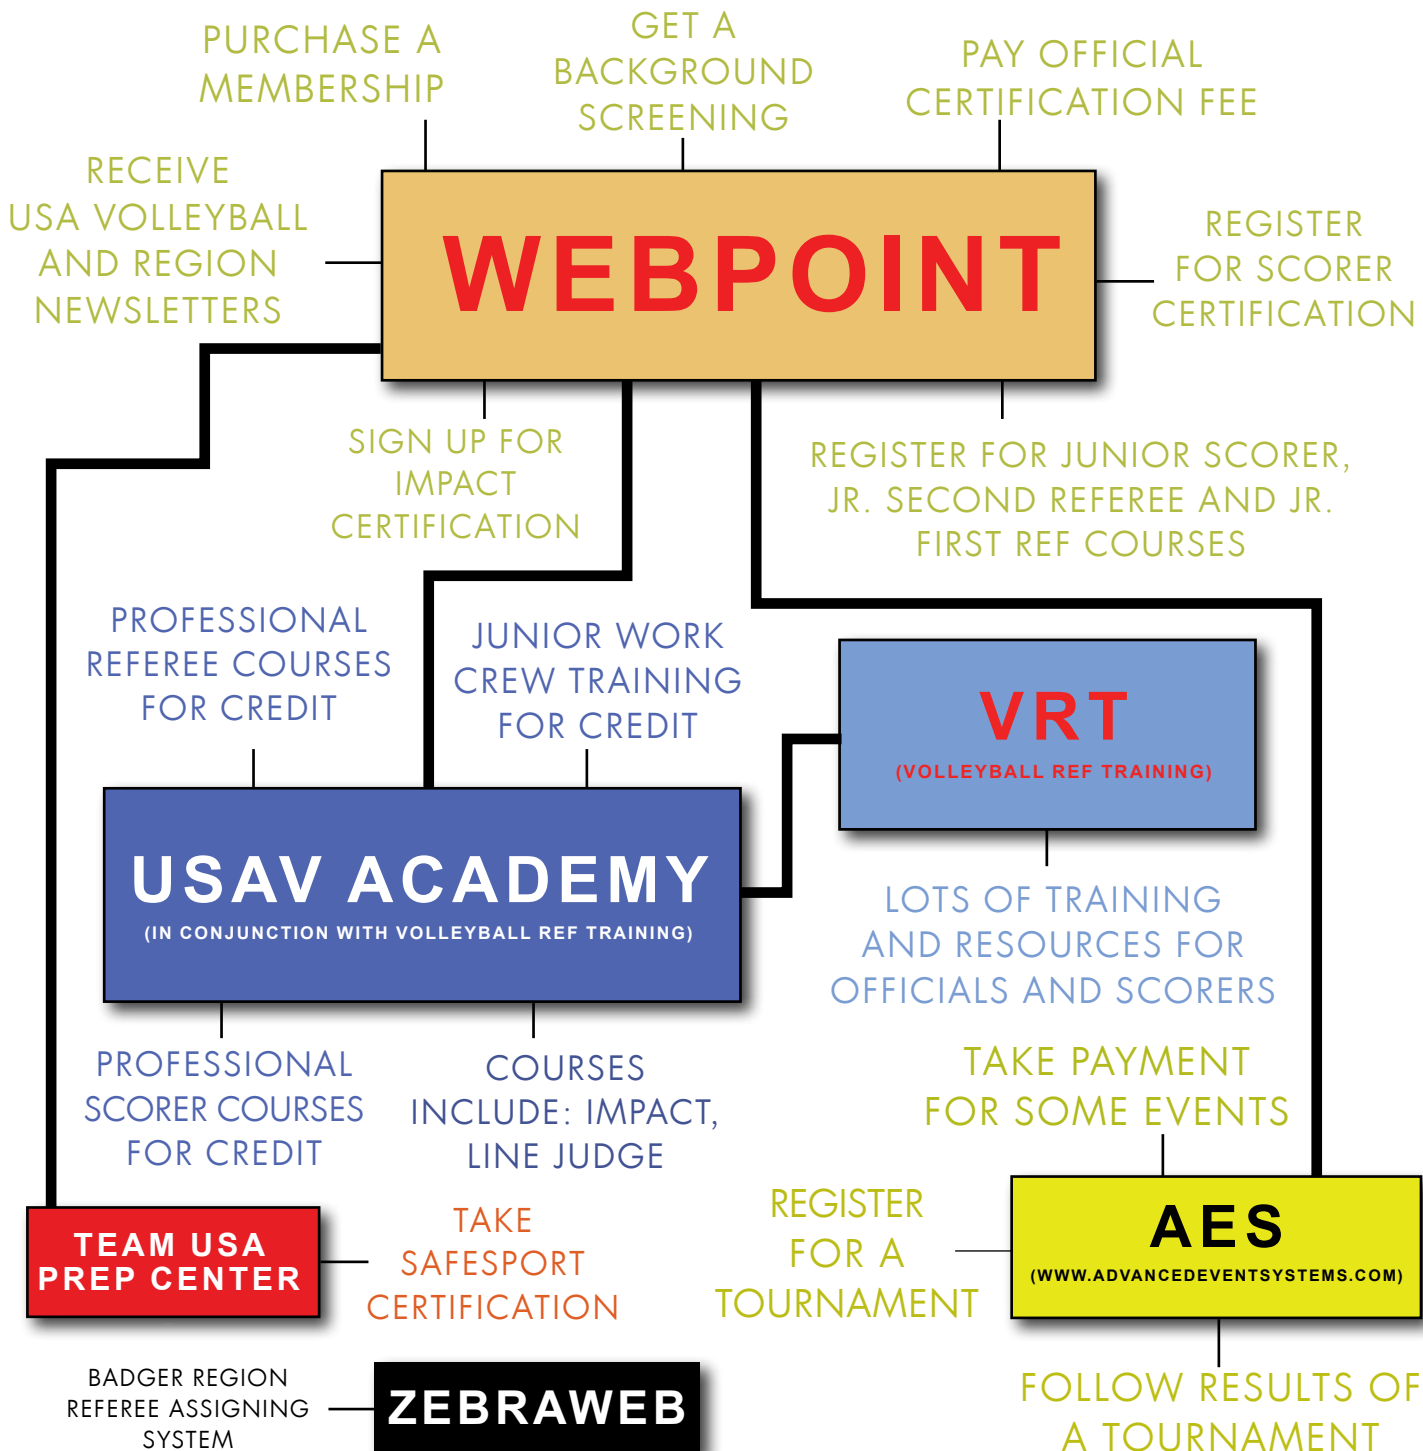 PURCHASE A
MEMBERSHIP
GET A
BACKGROUND
SCREENING
PAY OFFICIAL
CERTIFICATION FEE
RECEIVE
USA VOLLEYBALL
AND REGION
NEWSLETTERS
WEBPOINT
REGISTER
FOR SCORER
CERTIFICATION
SIGN UP FOR
IMPACT
CERTIFICATION
REGISTER FOR JUNIOR SCORER,
JR. SECOND REFEREE AND JR.
FIRST REF COURSES
PROFESSIONAL
REFEREE COURSES
FOR CREDIT
JUNIOR WORK
CREW TRAINING
FOR CREDIT
VRT
(VOLLEYBALL REF TRAINING)
USAV ACADEMY
(IN CONJUNCTION WITH VOLLEYBALL REF TRAINING)
LOTS OF TRAINING
AND RESOURCES FOR
OFFICIALS AND SCORERS
PROFESSIONAL
SCORER COURSES
FOR CREDIT
COURSES
INCLUDE: IMPACT,
LINE JUDGE
TAKE PAYMENT
FOR SOME EVENTS
TEAM USA
PREP CENTER
TAKE
SAFESPORT
CERTIFICATION
REGISTER
FOR A
TOURNAMENT
AES
(WWW.ADVANCEDEVENTSYSTEMS.COM)
BADGER REGION
REFEREE ASSIGNING
SYSTEM
ZEBRAWEB
FOLLOW RESULTS OF
A TOURNAMENT